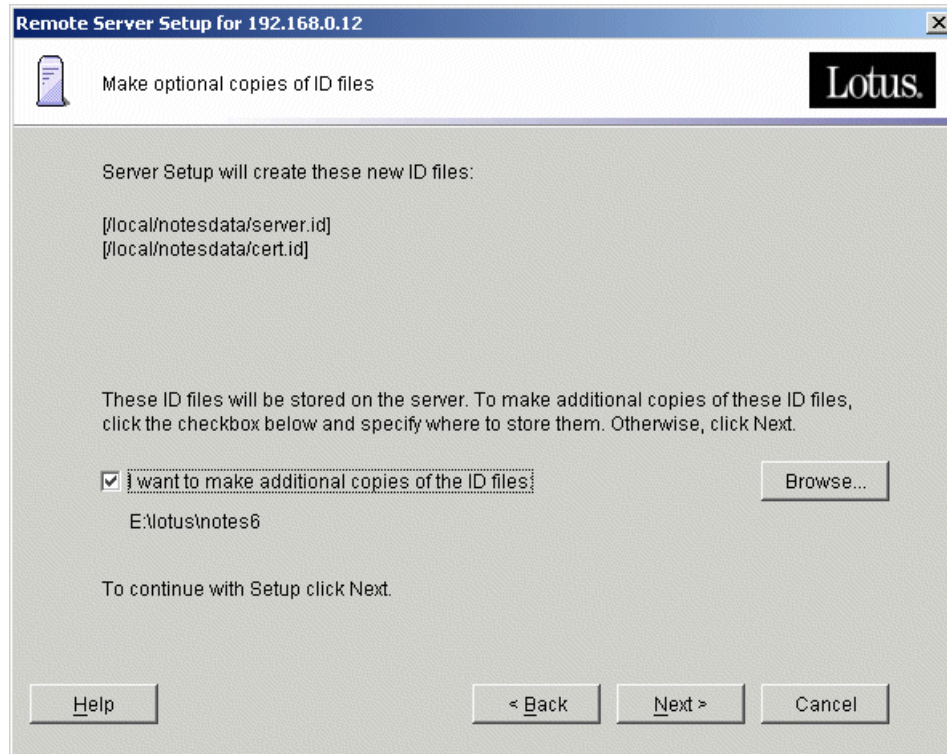 Remote Server Setup for 192.168.0.12
Make optional copies of ID files
Lotus.
Server Setup will create these new ID files:
[/local/notesdata/server.id]
[/local/notesdata/cert.id]
These ID files will be stored on the server. To make additional copies of these ID files,
click the checkbox below and specify where to store them. Otherwise, click Next.
I want to make additional copies of the ID files
Browse...
E:\lotus\notes6
To continue with Setup click Next.
Help
< Back
Next >
Cancel